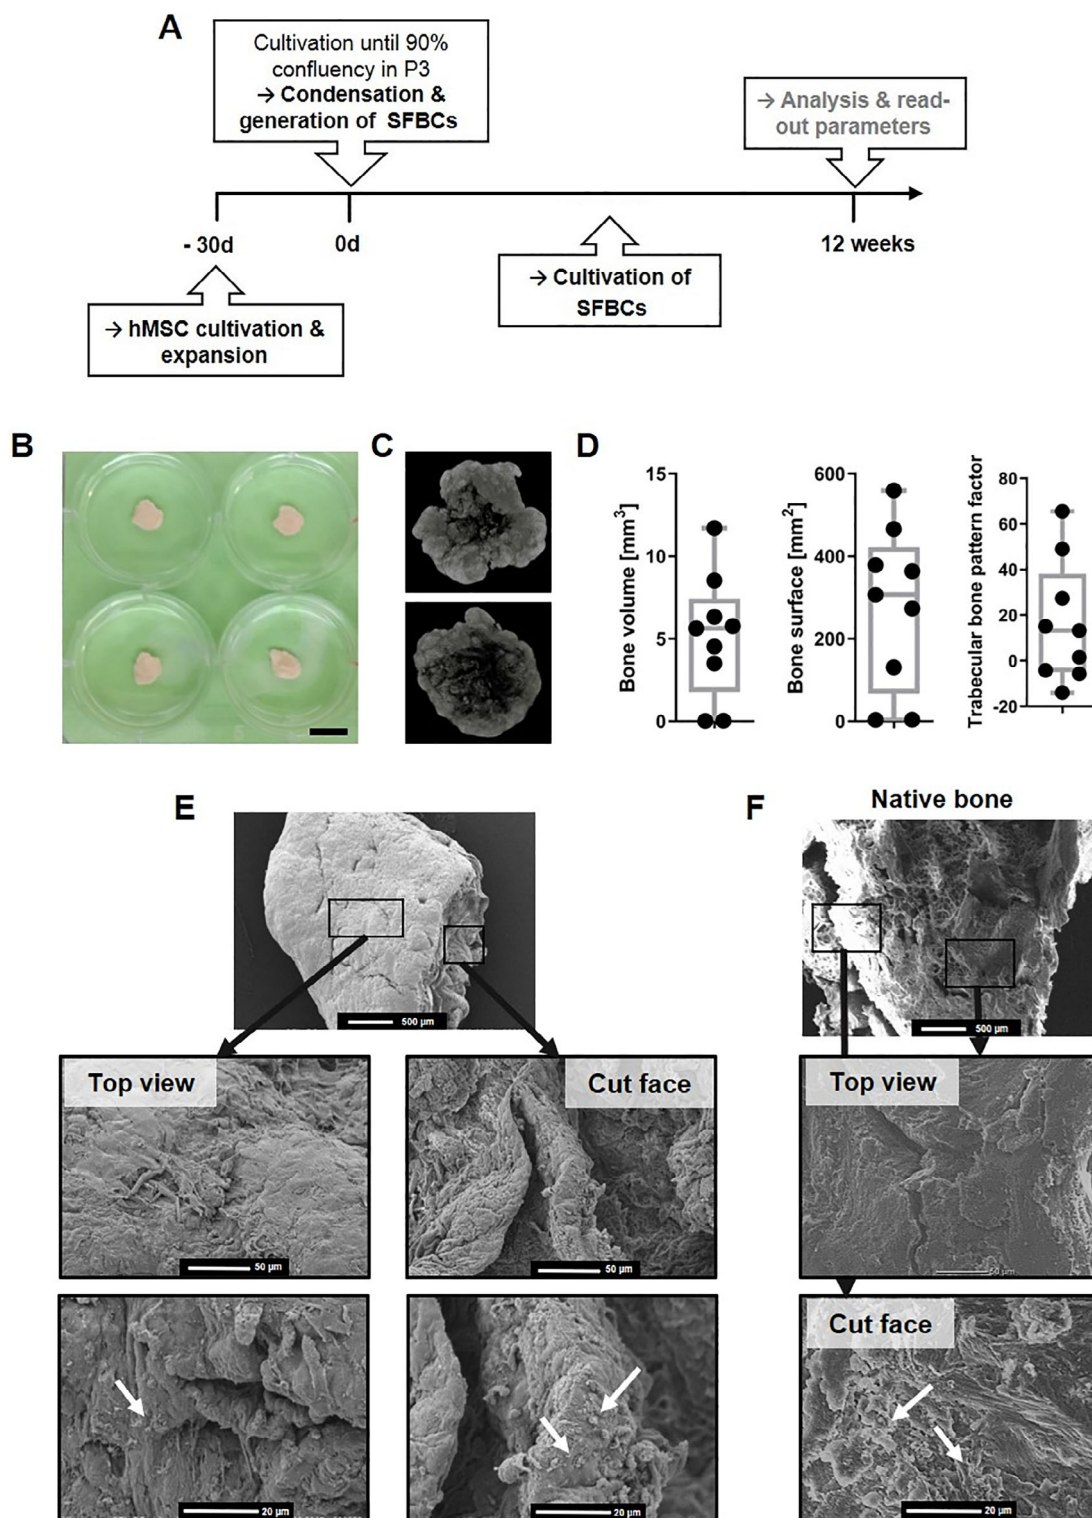 A
Cultivation until 90%
confluency in P3
→ Condensation &
generation of SFBCs
→ Analysis & read-
out parameters
- 30d
0d
12 weeks
→ Cultivation of
SFBCs
→ hMSC cultivation &
expansion
B
C
D
Bone volume [mm³]
15
10
5
0
Bone surface [mm²]
600
400
200
0
Trabecular bone pattern factor
80
60
40
20
0
-20
E
500 µm
F
Native bone
500 µm
Top view
50 µm
Cut face
50 µm
Top view
50 µm
20 µm
20 µm
Cut face
20 µm